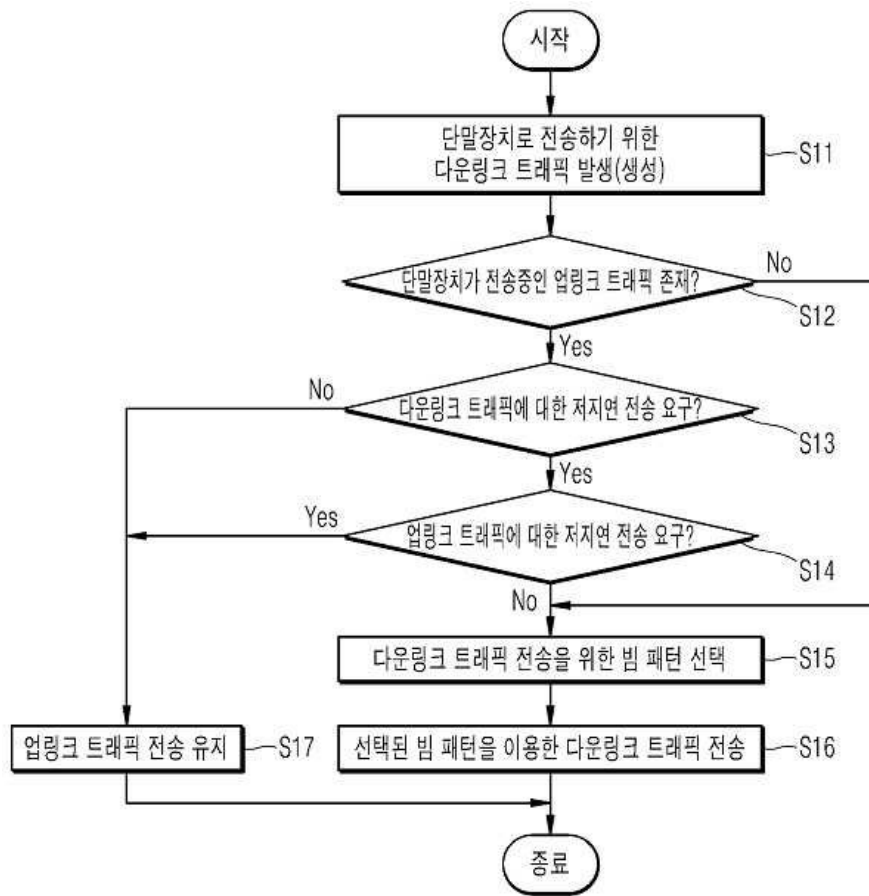 시작
단말장치로 전송하기 위한
다운링크 트래픽 발생(생성)
S11
단말장치가 전송중인 업링크 트래픽 존재?
No
S12
Yes
No
다운링크 트래픽에 대한 저지연 전송 요구?
S13
Yes
Yes
업링크 트래픽에 대한 저지연 전송 요구?
S14
No
다운링크 트래픽 전송을 위한 빔 패턴 선택
S15
업링크 트래픽 전송 유지
S17
선택된 빔 패턴을 이용한 다운링크 트래픽 전송
S16
종료